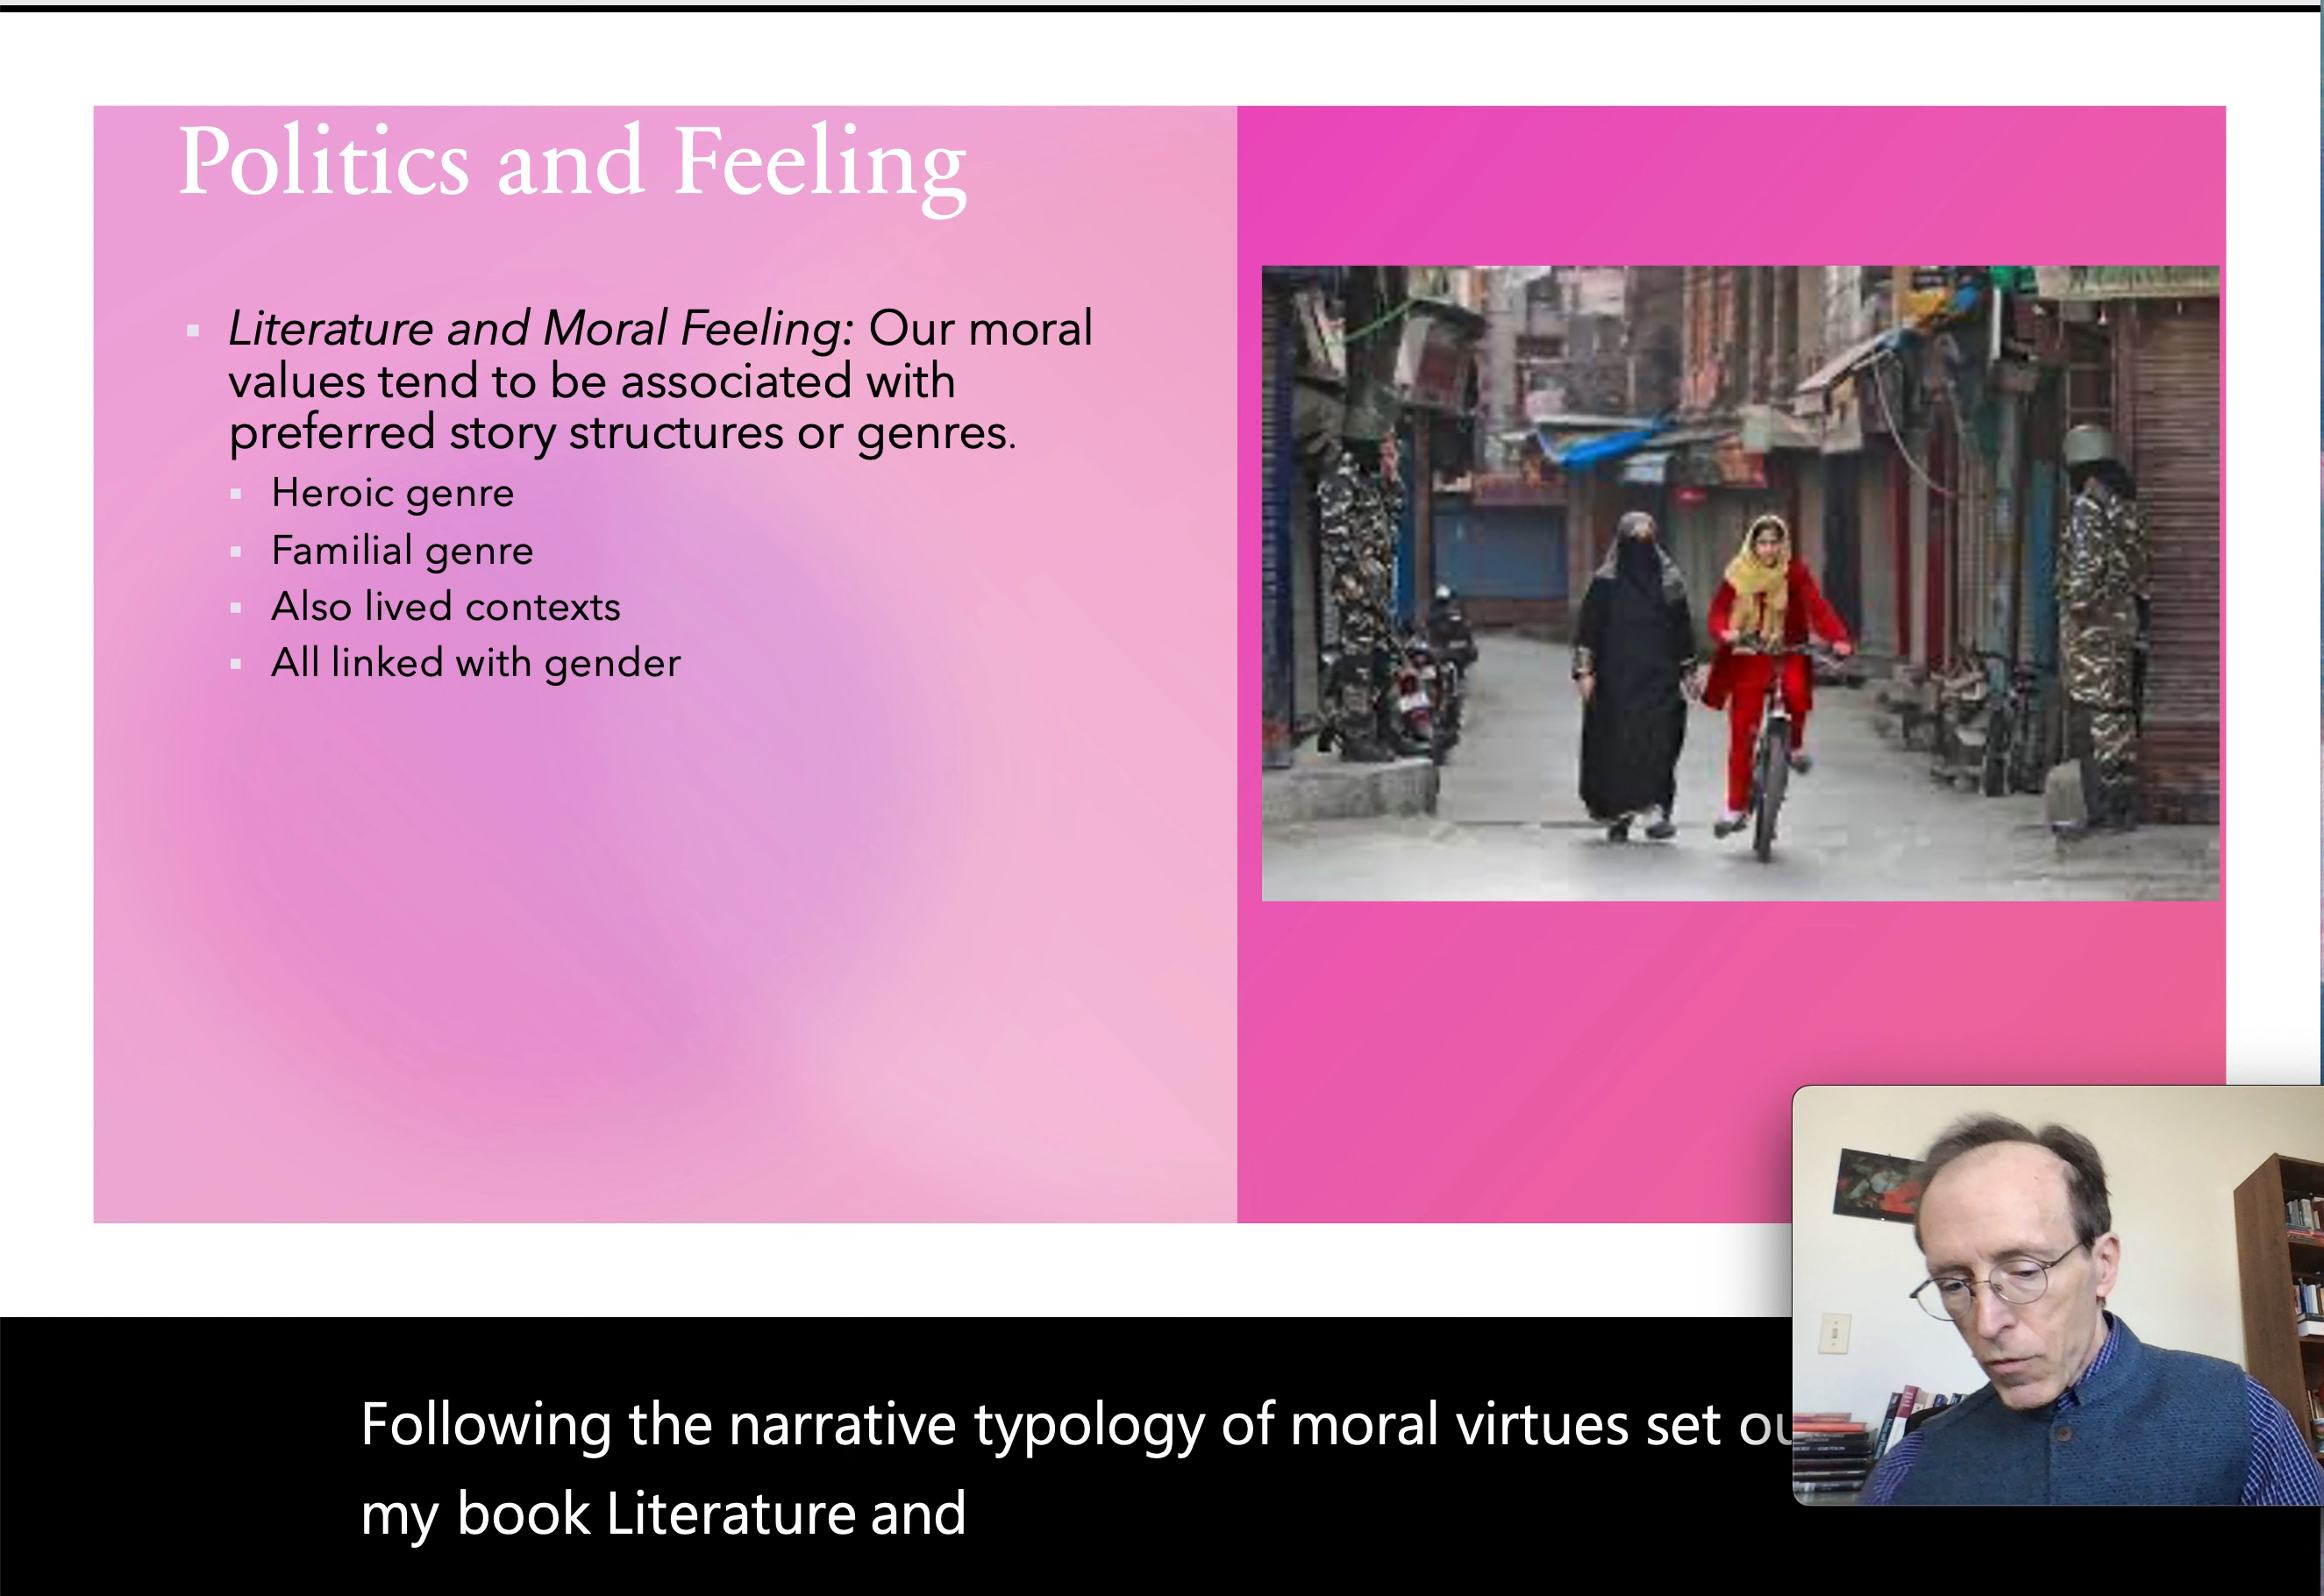 Politics and Feeling
Literature and Moral Feeling: Our moral
values tend to be associated with
preferred story structures or genres.
Heroic genre
Familial genre
Also lived contexts
All linked with gender
Following the narrative typology of moral virtues set
my book Literature and